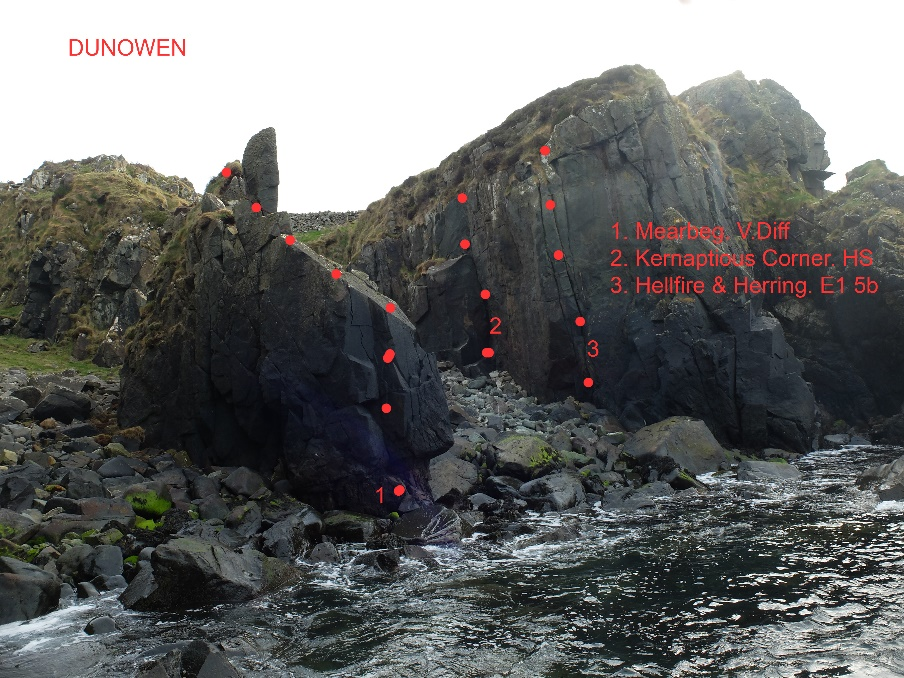 DUNOWEN
1. Mearbeg. V.Diff
2. Kernaptious Corner. HS
3. Hellfire & Herring. E1 5b
2
3
1